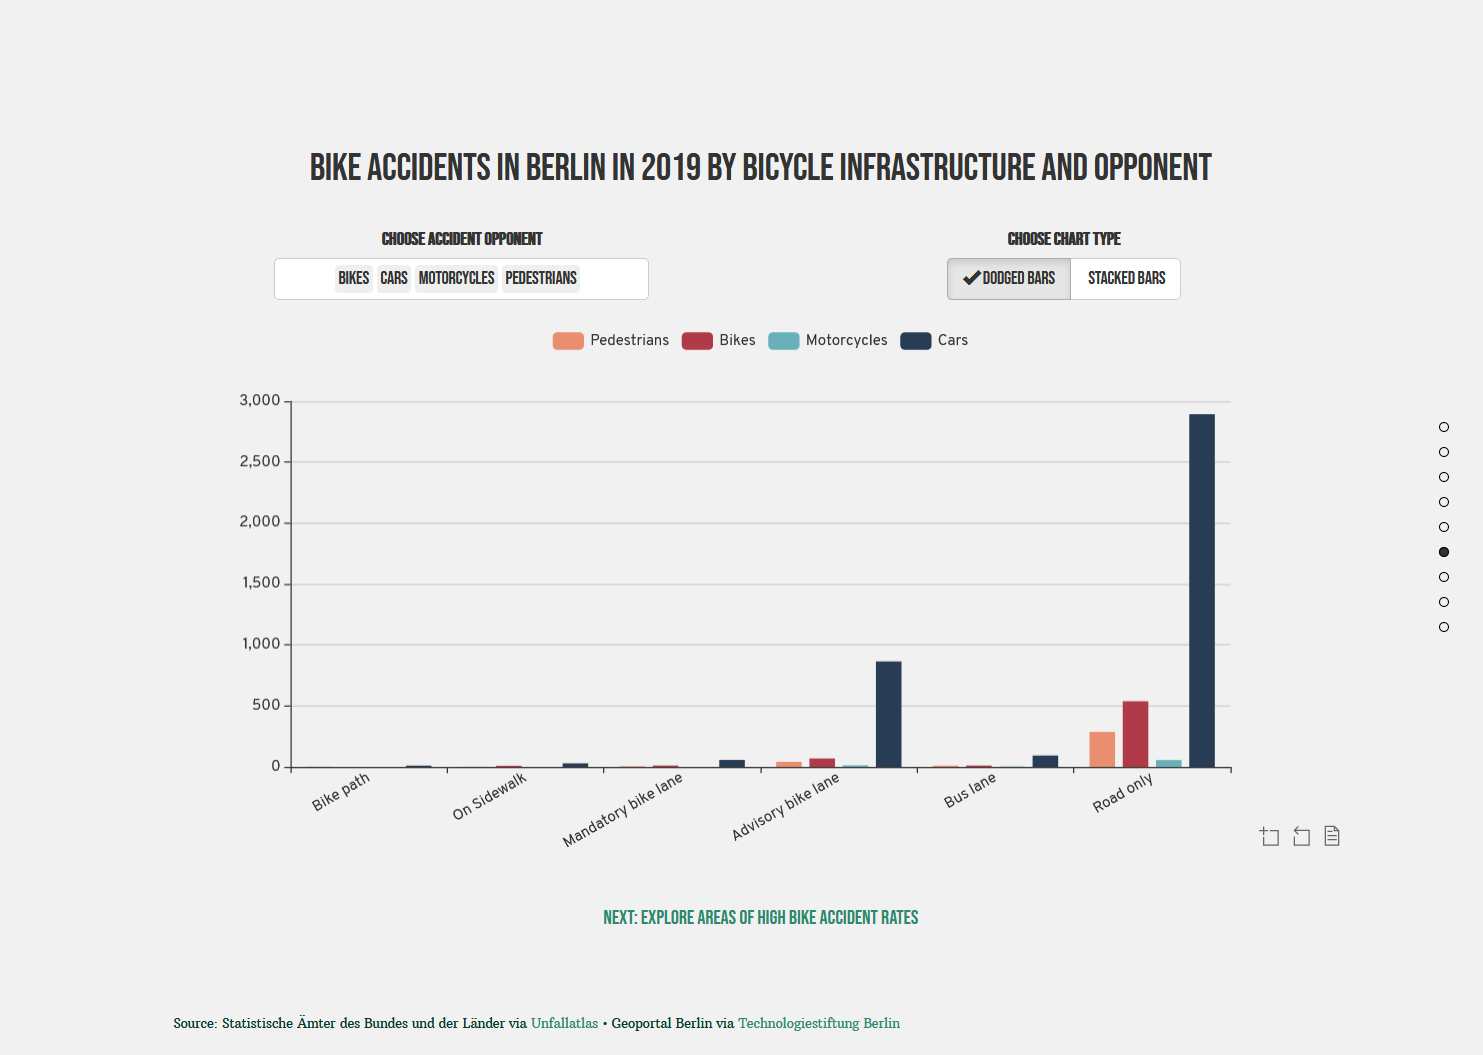 BIKE ACCIDENTS IN BERLIN IN 2019 BY BICYCLE INFRASTRUCTURE AND OPPONENT
CHOOSE ACCIDENT OPPONENT
BIKES CARS MOTORCYCLES PEDESTRIANS
CHOOSE CHART TYPE
DODGED BARS STACKED BARS
Pedestrians Bikes Motorcycles Cars
3,000
2,500
2,000
1,500
1,000
500
0
Bike path
On Sidewalk
Mandatory bike lane
Advisory bike lane
Bus lane
Road only
NEXT: EXPLORE AREAS OF HIGH BIKE ACCIDENT RATES
Source: Statistische Ämter des Bundes und der Länder via Unfallatlas • Geoportal Berlin via Technologiestiftung Berlin